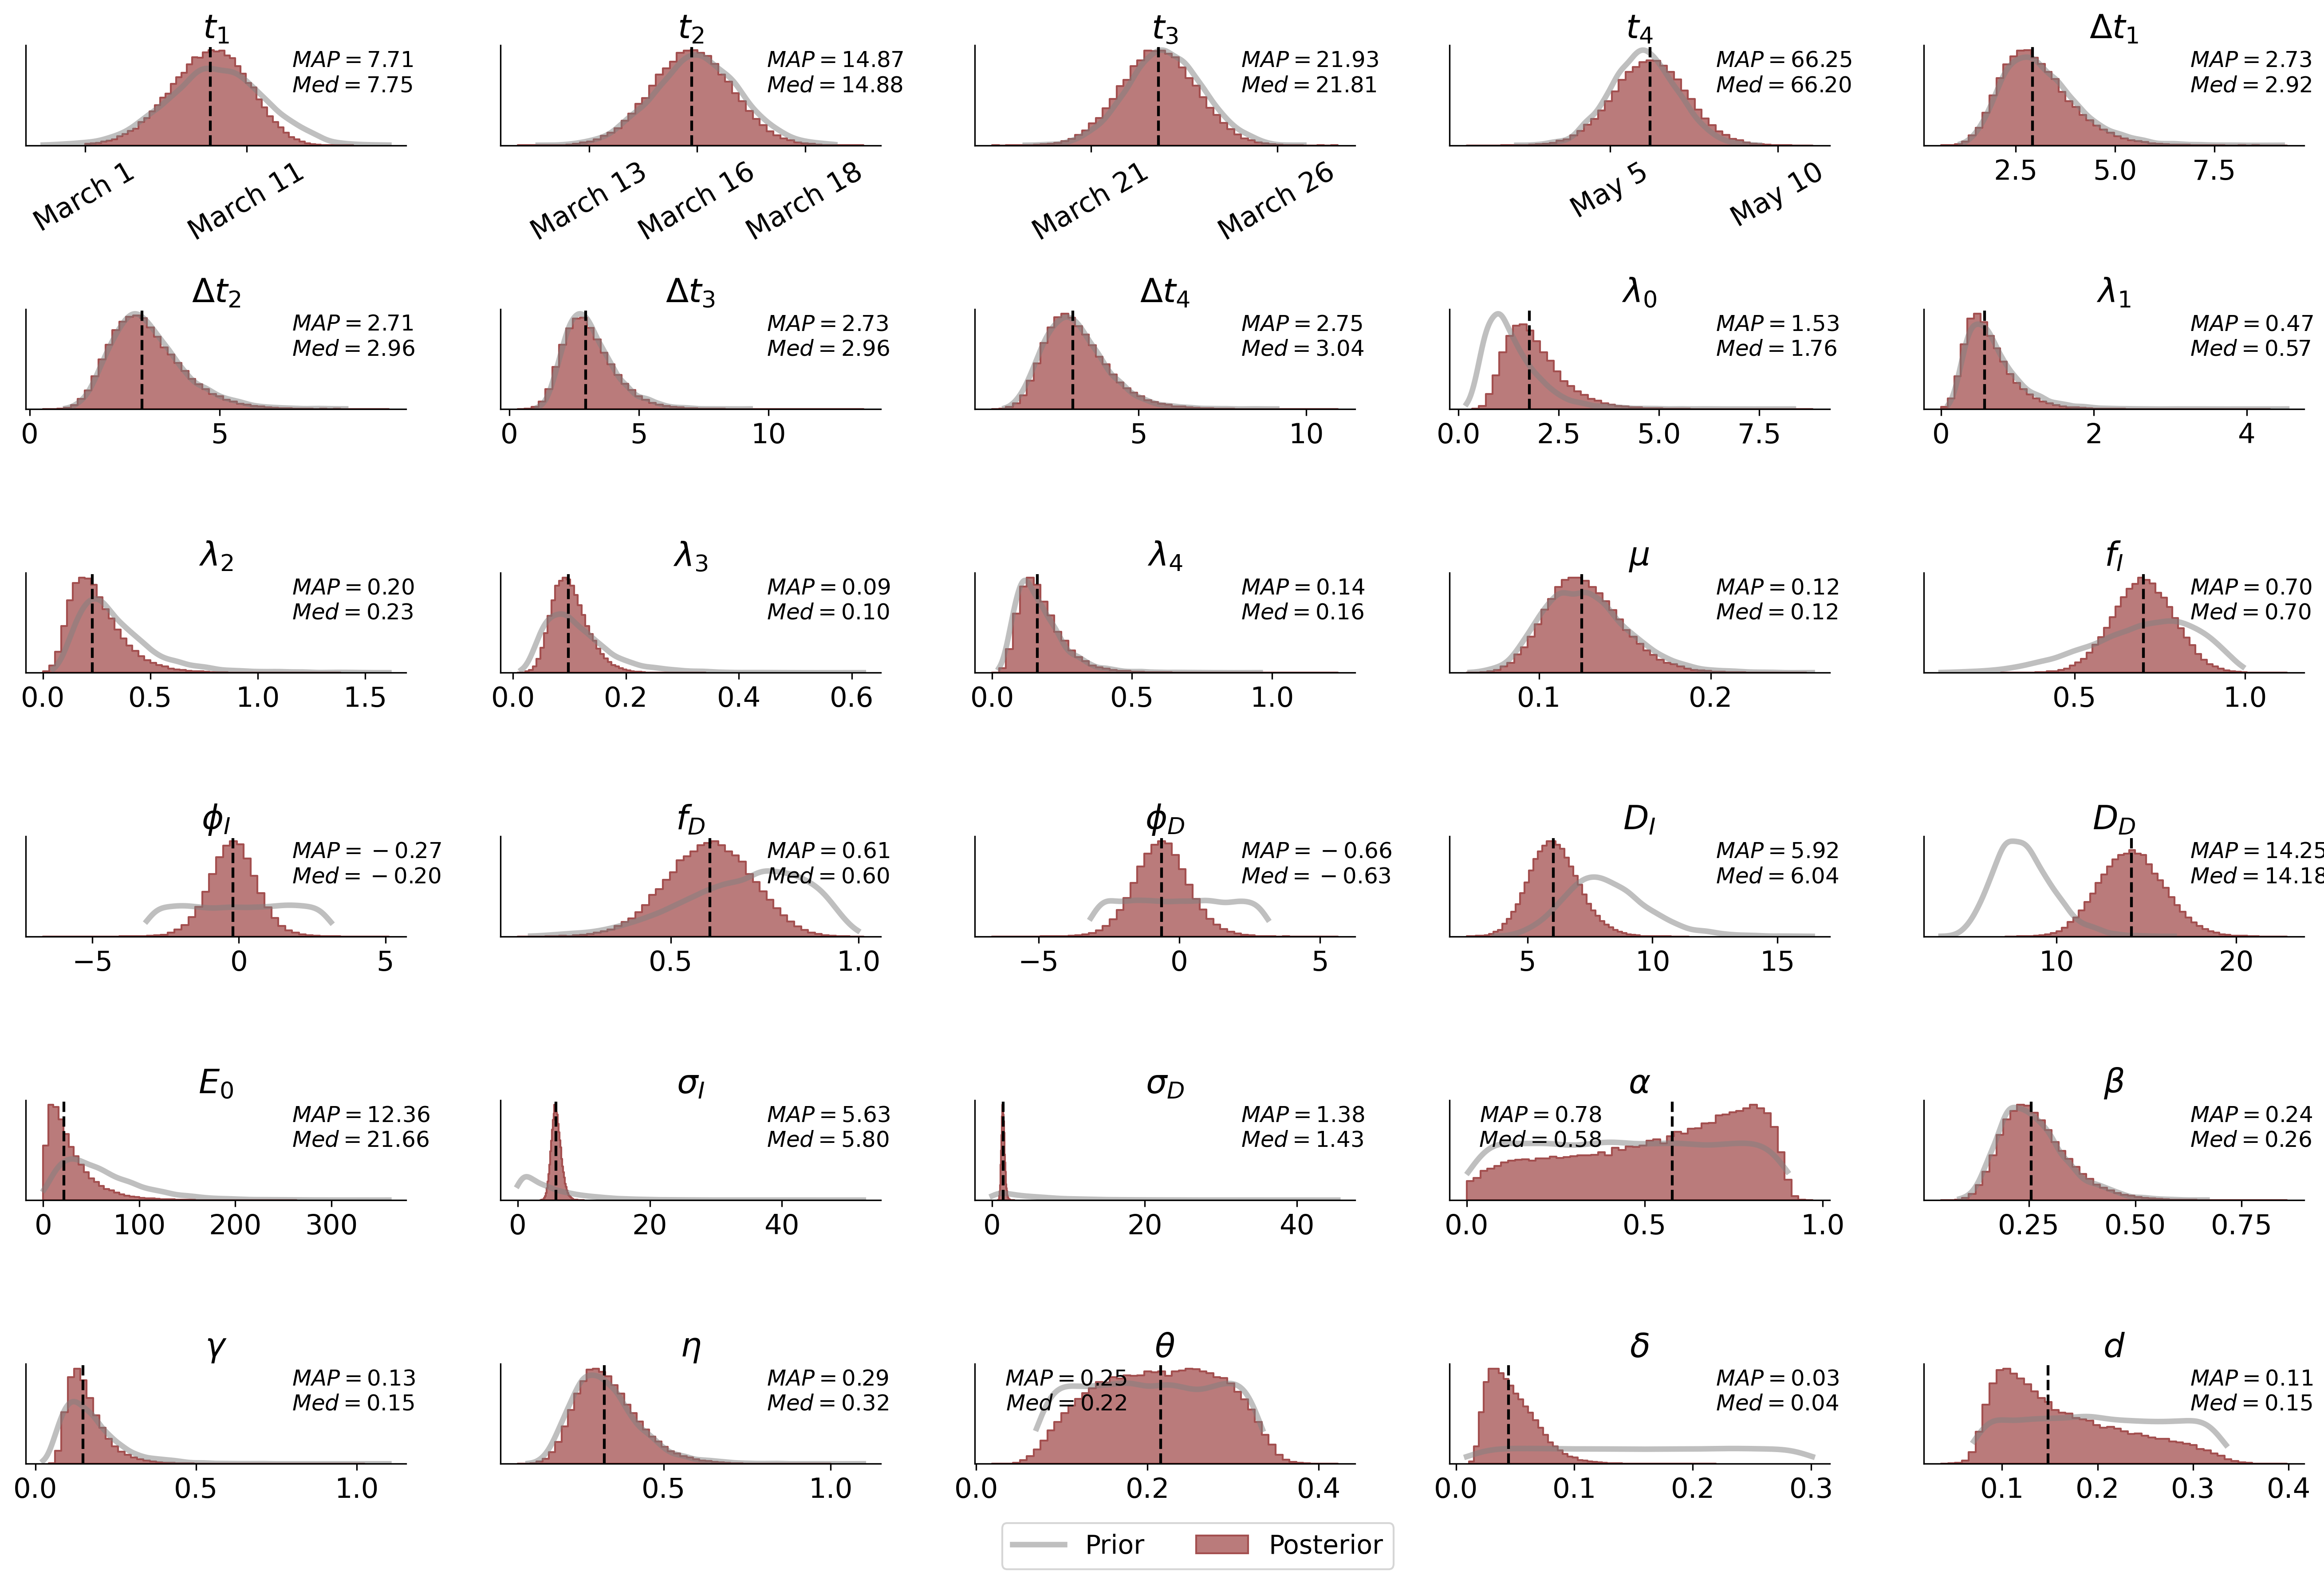 t₁
MAP = 7.71
Med = 7.75
March 1
March 11
t₂
MAP = 14.87
Med = 14.88
March 13
March 16
March 18
t₃
MAP = 21.93
Med = 21.81
March 21
March 26
t₄
MAP = 66.25
Med = 66.20
May 5
May 10
Δt₁
MAP = 2.73
Med = 2.92
2.5 5.0 7.5
Δt₂
MAP = 2.71
Med = 2.96
0 5
Δt₃
MAP = 2.73
Med = 2.96
0 5 10
Δt₄
MAP = 2.75
Med = 3.04
5 10
λ₀
MAP = 1.53
Med = 1.76
0.0 2.5 5.0 7.5
λ₁
MAP = 0.47
Med = 0.57
0 2 4
λ₂
MAP = 0.20
Med = 0.23
0.0 0.5 1.0 1.5
λ₃
MAP = 0.09
Med = 0.10
0.0 0.2 0.4 0.6
λ₄
MAP = 0.14
Med = 0.16
0.0 0.5 1.0
μ
MAP = 0.12
Med = 0.12
0.1 0.2
f_I
MAP = 0.70
Med = 0.70
0.5 1.0
ϕ_I
MAP = −0.27
Med = −0.20
−5 0 5
f_D
MAP = 0.61
Med = 0.60
0.5 1.0
ϕ_D
MAP = −0.66
Med = −0.63
−5 0 5
D_I
MAP = 5.92
Med = 6.04
5 10 15
D_D
MAP = 14.25
Med = 14.18
10 20
E₀
MAP = 12.36
Med = 21.66
0 100 200 300
σ_I
MAP = 5.63
Med = 5.80
0 20 40
σ_D
MAP = 1.38
Med = 1.43
0 20 40
α
MAP = 0.78
Med = 0.58
0.0 0.5 1.0
β
MAP = 0.24
Med = 0.26
0.25 0.50 0.75
γ
MAP = 0.13
Med = 0.15
0.0 0.5 1.0
η
MAP = 0.29
Med = 0.32
0.5 1.0
θ
MAP = 0.25
Med = 0.22
0.0 0.2 0.4
δ
MAP = 0.03
Med = 0.04
0.0 0.1 0.2 0.3
d
MAP = 0.11
Med = 0.15
0.1 0.2 0.3 0.4
Prior Posterior